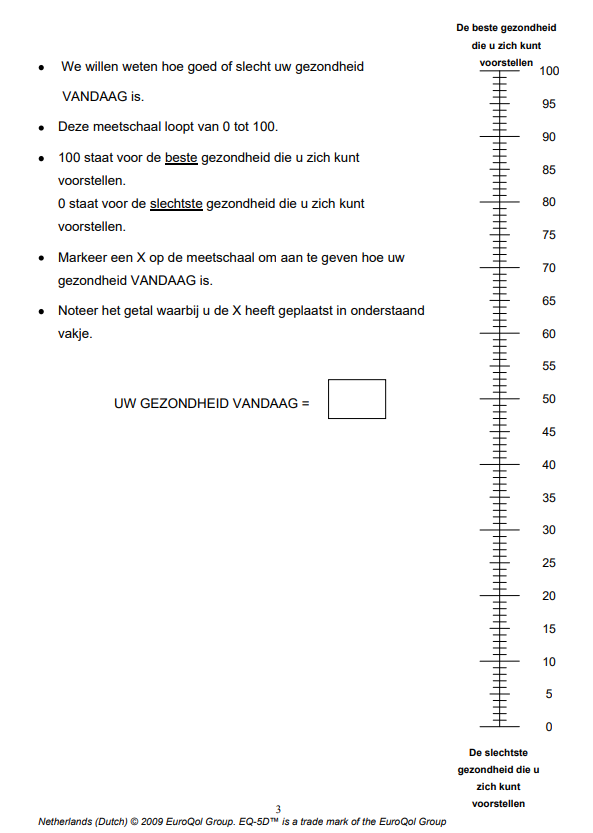 De beste gezondheid
die u zich kunt
voorstellen
• We willen weten hoe goed of slecht uw gezondheid
VANDAAG is.
• Deze meetschaal loopt van 0 tot 100.
• 100 staat voor de beste gezondheid die u zich kunt
voorstellen.
0 staat voor de slechtste gezondheid die u zich kunt
voorstellen.
• Markeer een X op de meetschaal om aan te geven hoe uw
gezondheid VANDAAG is.
• Noteer het getal waarbij u de X heeft geplaatst in onderstaand
vakje.
UW GEZONDHEID VANDAAG =
100
95
90
85
80
75
70
65
60
55
50
45
40
35
30
25
20
15
10
5
0
De slechtste
gezondheid die u
zich kunt
voorstellen
3
Netherlands (Dutch) © 2009 EuroQol Group. EQ-5D™ is a trade mark of the EuroQol Group